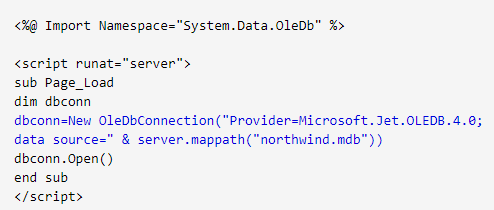 <%@ Import Namespace="System.Data.OleDb" %>
<script runat="server">
sub Page_Load
dim dbconn
dbconn=New OleDbConnection("Provider=Microsoft.Jet.OLEDB.4.0;
data source=" & server.mappath("northwind.mdb"))
dbconn.Open()
end sub
</script>